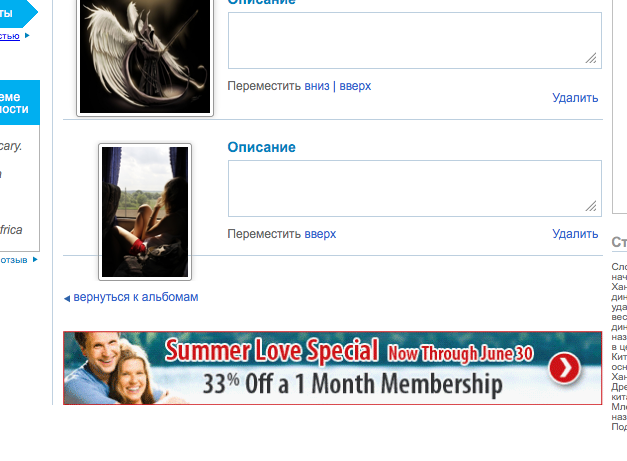 ты
стью
еме
ности
cary.
frica
отзыв
Описание
Переместить вниз | вверх
Удалить
Описание
Переместить вверх
Удалить
вернуться к альбомам
Summer Love Special Now Through June 30
33% Off a 1 Month Membership
Ст
Сло
нач
Хан
дин
уда
вес
дин
наз
в це
Кит
осн
Хан
Дре
кита
Мло
наз
Под